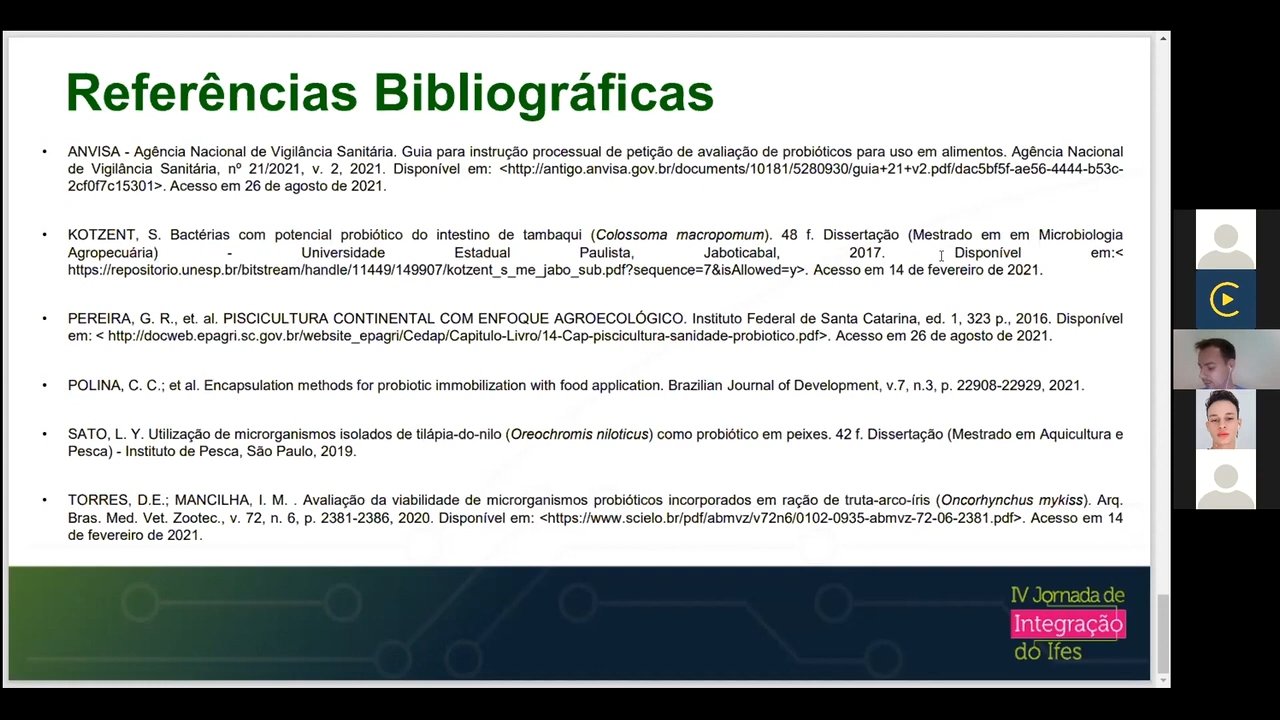 Referências Bibliográficas
• ANVISA - Agência Nacional de Vigilância Sanitária. Guia para instrução processual de petição de avaliação de probióticos para uso em alimentos. Agência Nacional
de Vigilância Sanitária, nº 21/2021, v. 2, 2021. Disponível em: <http://antigo.anvisa.gov.br/documents/10181/5280930/guia+21+v2.pdf/dac5bf5f-ae56-4444-b53c-
2cf0f7c15301>. Acesso em 26 de agosto de 2021.
• KOTZENT, S. Bactérias com potencial probiótico do intestino de tambaqui (Colossoma macropomum). 48 f. Dissertação (Mestrado em em Microbiologia
Agropecuária) - Universidade Estadual Paulista, Jaboticabal, 2017. Disponível em:<
https://repositorio.unesp.br/bitstream/handle/11449/149907/kotzent_s_me_jabo_sub.pdf?sequence=7&isAllowed=y>. Acesso em 14 de fevereiro de 2021.
• PEREIRA, G. R., et. al. PISCICULTURA CONTINENTAL COM ENFOQUE AGROECOLÓGICO. Instituto Federal de Santa Catarina, ed. 1, 323 p., 2016. Disponível
em: < http://docweb.epagri.sc.gov.br/website_epagri/Cedap/Capitulo-Livro/14-Cap-piscicultura-sanidade-probiotico.pdf>. Acesso em 26 de agosto de 2021.
• POLINA, C. C.; et al. Encapsulation methods for probiotic immobilization with food application. Brazilian Journal of Development, v.7, n.3, p. 22908-22929, 2021.
• SATO, L. Y. Utilização de microrganismos isolados de tilápia-do-nilo (Oreochromis niloticus) como probiótico em peixes. 42 f. Dissertação (Mestrado em Aquicultura e
Pesca) - Instituto de Pesca, São Paulo, 2019.
• TORRES, D.E.; MANCILHA, I. M. . Avaliação da viabilidade de microrganismos probióticos incorporados em ração de truta-arco-íris (Oncorhynchus mykiss). Arq.
Bras. Med. Vet. Zootec., v. 72, n. 6, p. 2381-2386, 2020. Disponível em: <https://www.scielo.br/pdf/abmvz/v72n6/0102-0935-abmvz-72-06-2381.pdf>. Acesso em 14
de fevereiro de 2021.
IV Jornada de
Integração
do Ifes